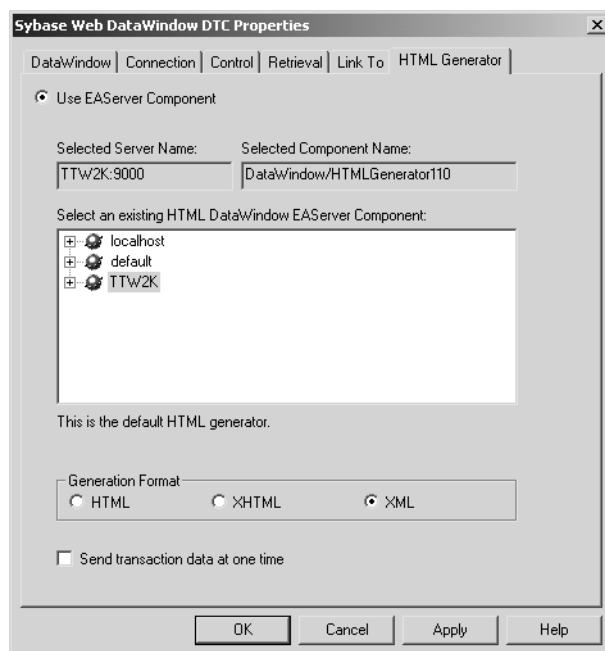 Sybase Web DataWindow DTC Properties
DataWindow Connection Control Retrieval Link To HTML Generator
Use EAServer Component
Selected Server Name: Selected Component Name:
TTW2K:9000 DataWindow/HTMLGenerator110
Select an existing HTML DataWindow EAServer Component:
localhost
default
TTW2K
This is the default HTML generator.
Generation Format
HTML XHTML XML
Send transaction data at one time
OK Cancel Apply Help